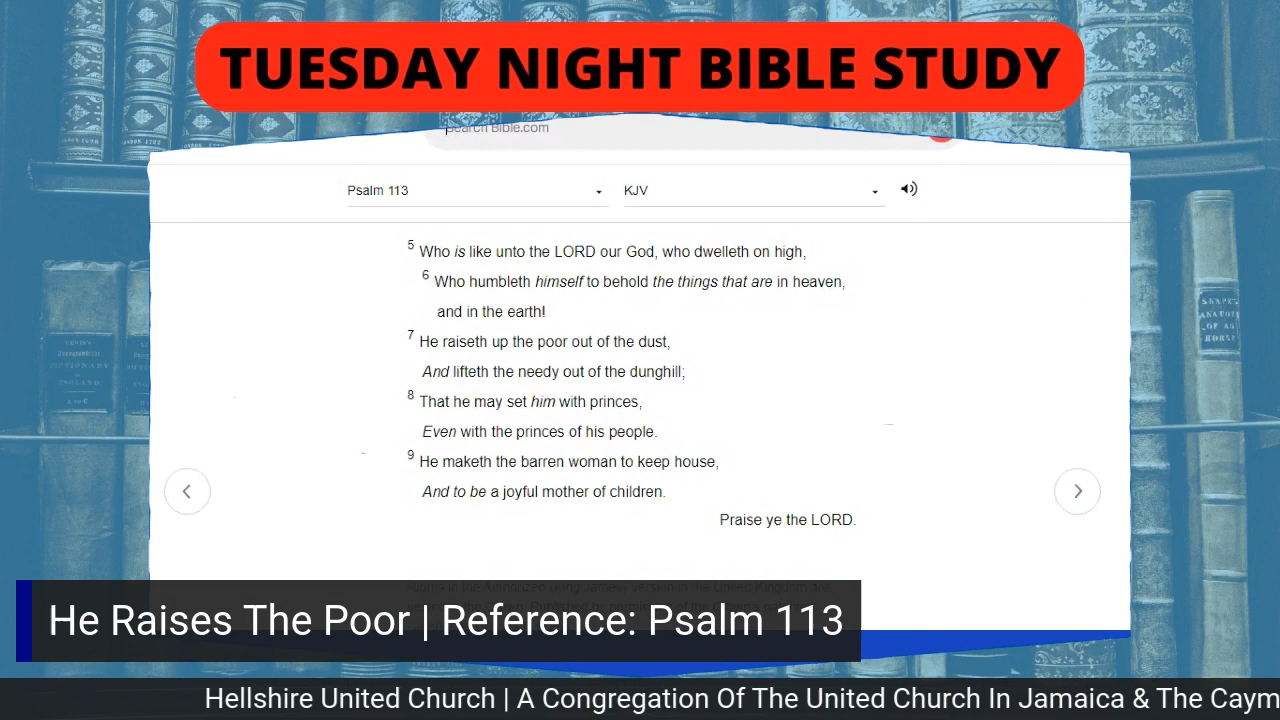 TUESDAY NIGHT BIBLE STUDY
Search Bible.com
Psalm 113
KJV
5 Who is like unto the LORD our God, who dwelleth on high,
6 Who humbleth himself to behold the things that are in heaven,
and in the earth!
7 He raiseth up the poor out of the dust,
And lifteth the needy out of the dunghill;
8 That he may set him with princes,
Even with the princes of his people.
9 He maketh the barren woman to keep house,
And to be a joyful mother of children.
Praise ye the LORD.
He Raises The Poor | Reference: Psalm 113
Hellshire United Church | A Congregation Of The United Church In Jamaica & The Caym